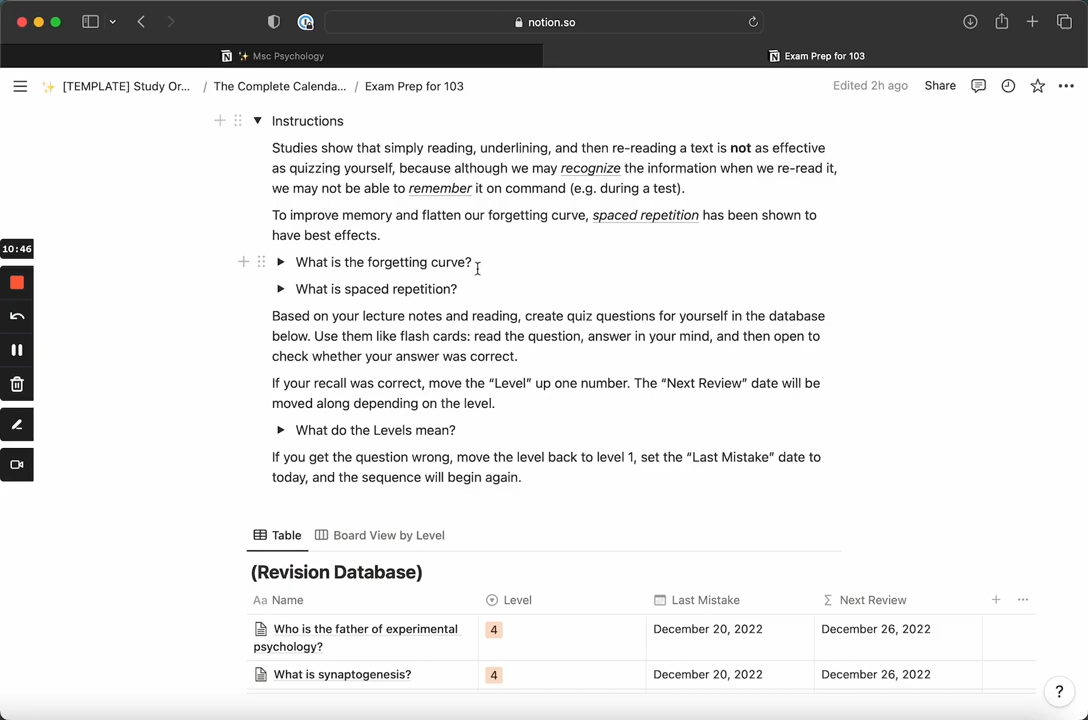 notion.so
✨ Msc Psychology
Exam Prep for 103
✨ [TEMPLATE] Study Or... / The Complete Calenda... / Exam Prep for 103
Edited 2h ago
Share
Instructions
Studies show that simply reading, underlining, and then re-reading a text is not as effective
as quizzing yourself, because although we may recognize the information when we re-read it,
we may not be able to remember it on command (e.g. during a test).
To improve memory and flatten our forgetting curve, spaced repetition has been shown to
have best effects.
10:46
What is the forgetting curve?
What is spaced repetition?
Based on your lecture notes and reading, create quiz questions for yourself in the database
below. Use them like flash cards: read the question, answer in your mind, and then open to
check whether your answer was correct.
If your recall was correct, move the “Level” up one number. The “Next Review” date will be
moved along depending on the level.
What do the Levels mean?
If you get the question wrong, move the level back to level 1, set the “Last Mistake” date to
today, and the sequence will begin again.
Table
Board View by Level
(Revision Database)
Aa Name
Level
Last Mistake
Σ Next Review
Who is the father of experimental
psychology?
4
December 20, 2022
December 26, 2022
What is synaptogenesis?
4
December 20, 2022
December 26, 2022
?